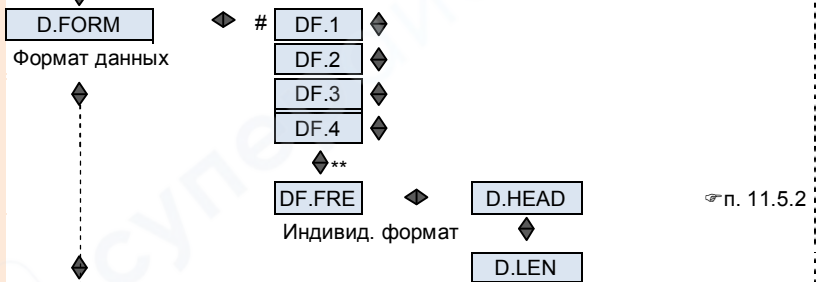 D.FORM # DF.1
Формат данных DF.2
DF.3
DF.4
**
DF.FRE D.HEAD ☞п. 11.5.2
Индивид. формат
D.LEN